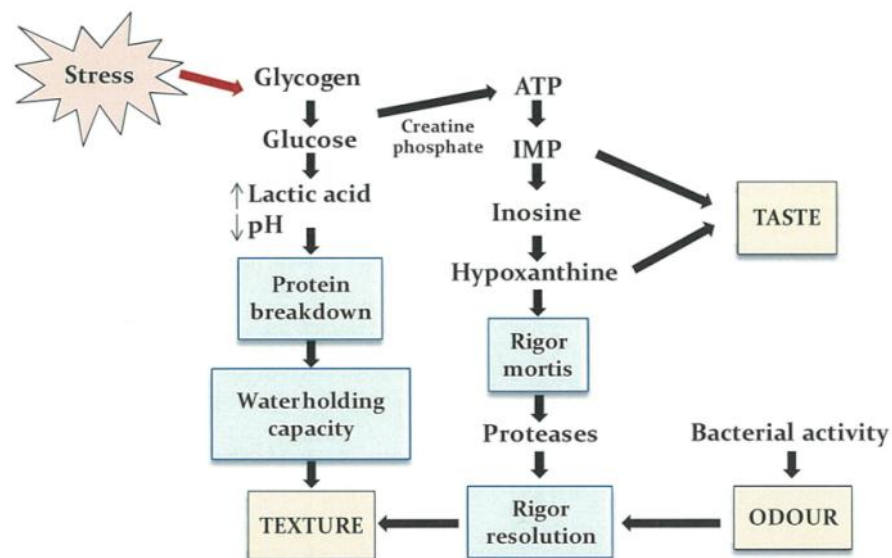 Stress
Glycogen
Glucose
↑ Lactic acid
↓ pH
Protein
breakdown
Waterholding
capacity
TEXTURE
Creatine
phosphate
ATP
IMP
Inosine
Hypoxanthine
Rigor
mortis
Proteases
Rigor
resolution
TASTE
Bacterial activity
ODOUR